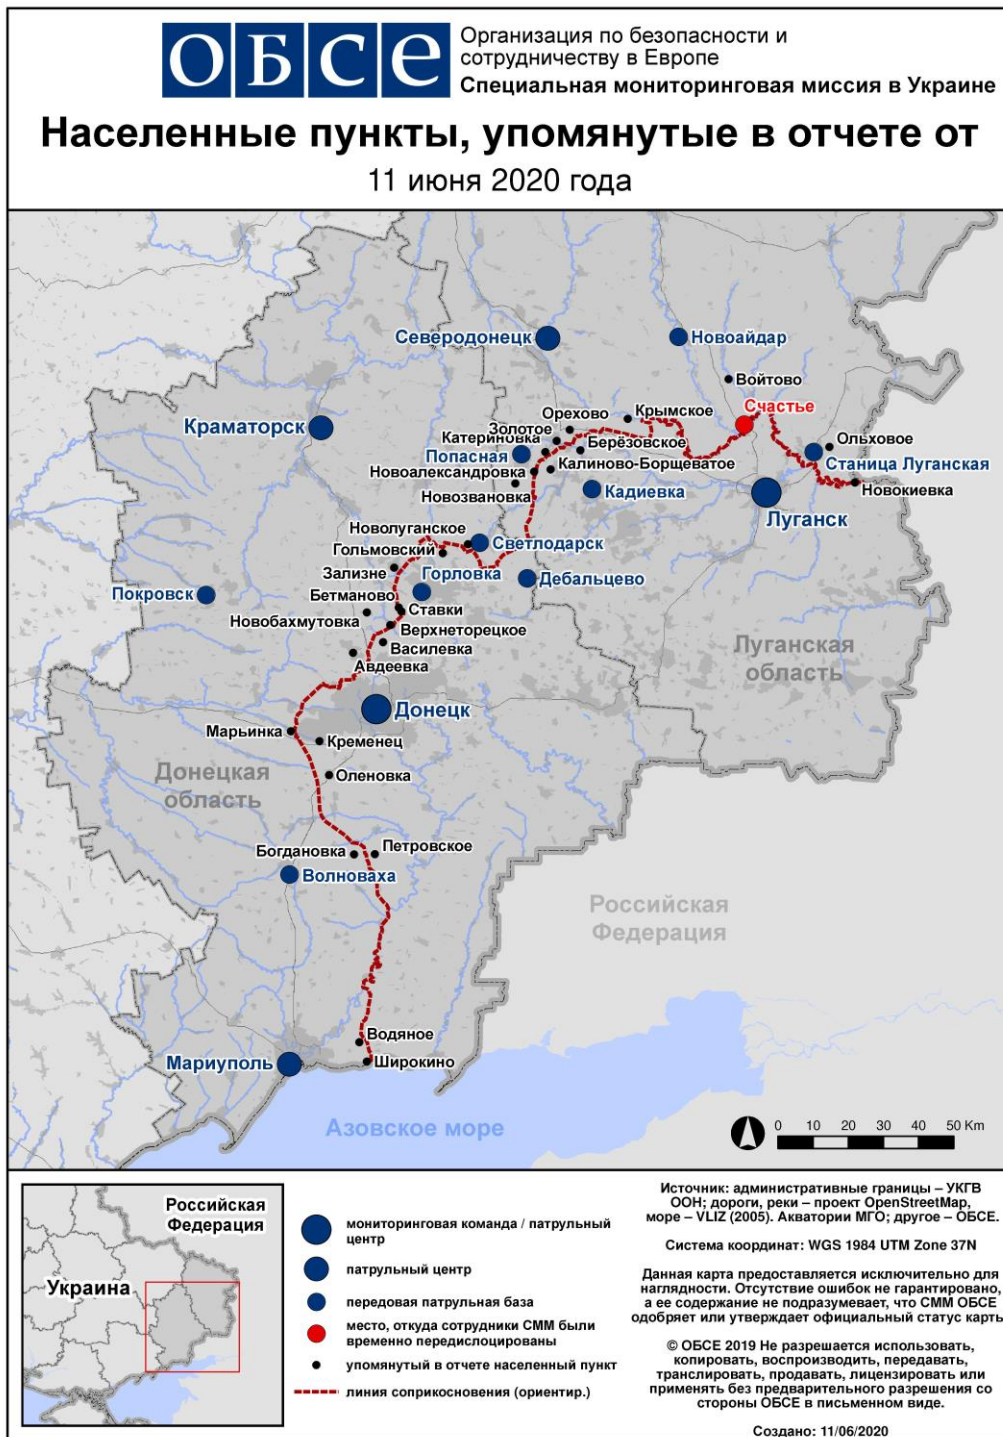 ОБСЕ
Организация по безопасности и
сотрудничеству в Европе
Специальная мониторинговая миссия в Украине
Населенные пункты, упомянутые в отчете от
11 июня 2020 года
Северодонецк
Новоайдар
Войтово
Счастье
Крымское
Орехово
Золотое
Катериновка
Краматорск
Попасная
Берёзовское
Ольховое
Станица Луганская
Калиново-Борщеватое
Новоалександровка
Новозвановка
Кадиевка
Новокиевка
Луганск
Новолуганское
Светлодарск
Гольмовский
Зализне
Горловка
Дебальцево
Покровск
Бетманово
Ставки
Новобахмутовка
Верхнеторецкое
Василевка
Авдеевка
Луганская
область
Донецк
Марьинка
Кременец
Донецкая
область
Оленовка
Богдановка
Петровское
Волноваха
Российская
Федерация
Водяное
Широкино
Мариуполь
Азовское море
0 10 20 30 40 50 Km
Российская
Федерация
Украина
мониторинговая команда / патрульный
центр
патрульный центр
передовая патрульная база
место, откуда сотрудники СММ были
временно передислоцированы
упомянутый в отчете населенный пункт
линия соприкосновения (ориентир.)
Источник: административные границы – УКГВ
ООН; дороги, реки – проект OpenStreetMap,
море – VLIZ (2005). Акватории МГО; другое – ОБСЕ.
Система координат: WGS 1984 UTM Zone 37N
Данная карта предоставляется исключительно для
наглядности. Отсутствие ошибок не гарантировано,
а ее содержание не подразумевает, что СММ ОБСЕ
одобряет или утверждает официальный статус карты
© ОБСЕ 2019 Не разрешается использовать,
копировать, воспроизводить, передавать,
транслировать, продавать, лицензировать или
применять без предварительного разрешения со
стороны ОБСЕ в письменном виде.
Создано: 11/06/2020